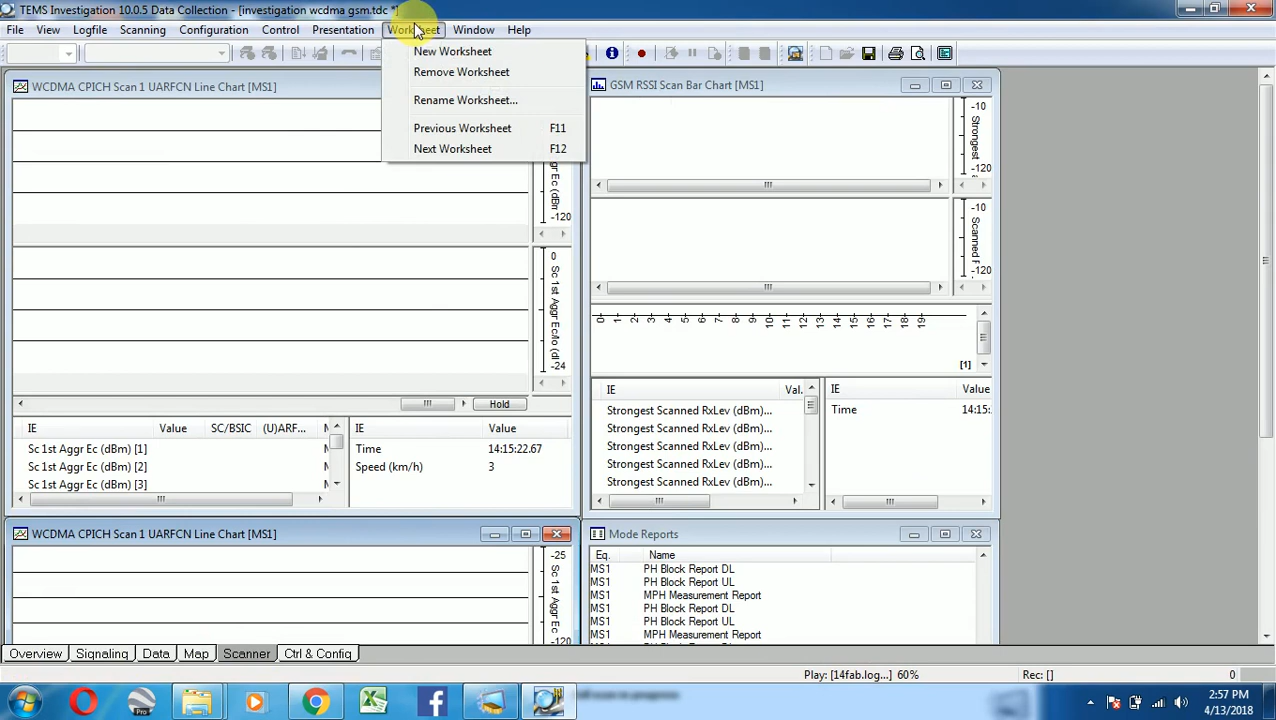 TEMS Investigation 10.0.5 Data Collection - [investigation wcdma gsm.tdc *]
File View Logfile Scanning Configuration Control Presentation Worksheet Window Help
New Worksheet
Remove Worksheet
Rename Worksheet...
Previous Worksheet F11
Next Worksheet F12
WCDMA CPICH Scan 1 UARFCN Line Chart [MS1]
Aggr Ec (dBm
-120
0
Sc 1st Aggr Ec/Io (dB
-24
Hold
IE Value SC/BSIC (U)ARF...
Sc 1st Aggr Ec (dBm) [1]
Sc 1st Aggr Ec (dBm) [2]
Sc 1st Aggr Ec (dBm) [3]
IE Value
Time 14:15:22.67
Speed (km/h) 3
GSM RSSI Scan Bar Chart [MS1]
-10
Strongest
-120
-10
Scanned
-120
0 1 2 3 4 5 6 7 8 9 10 11 12 13 14 15 16 17 18 19
[1]
IE Val.
Strongest Scanned RxLev (dBm)...
Strongest Scanned RxLev (dBm)...
Strongest Scanned RxLev (dBm)...
Strongest Scanned RxLev (dBm)...
Strongest Scanned RxLev (dBm)...
IE Value
Time 14:15:
WCDMA CPICH Scan 1 UARFCN Line Chart [MS1]
-25
Sc 1st Aggr Ec
-120
Mode Reports
Eq. Name
MS1 PH Block Report DL
MS1 PH Block Report UL
MS1 MPH Measurement Report
MS1 PH Block Report DL
MS1 PH Block Report UL
MS1 MPH Measurement Report
Overview Signaling Data Map Scanner Ctrl & Config
Play: [14fab.log...] 60% Rec: [] 0
Pro
2:57 PM
4/13/2018